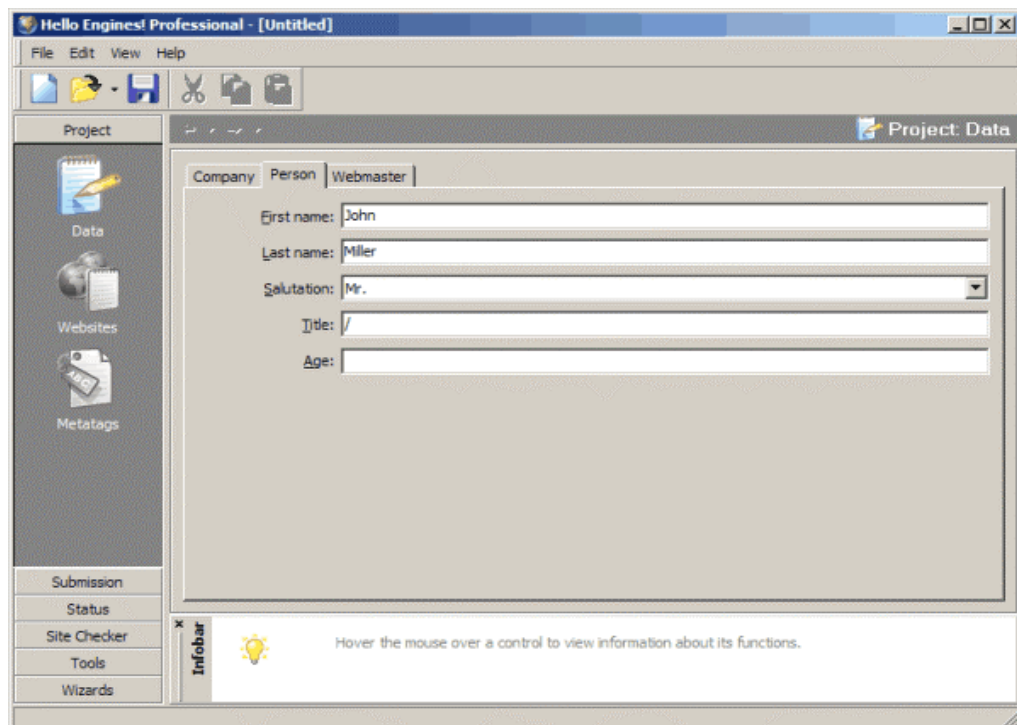 Hello Engines! Professional - [Untitled]
File Edit View Help
Project
Project: Data
Data
Websites
ABC
Metatags
Company Person Webmaster
First name: John
Last name: Miller
Salutation: Mr.
Title: /
Age:
Submission
Status
Site Checker
Tools
Wizards
Infobar
Hover the mouse over a control to view information about its functions.